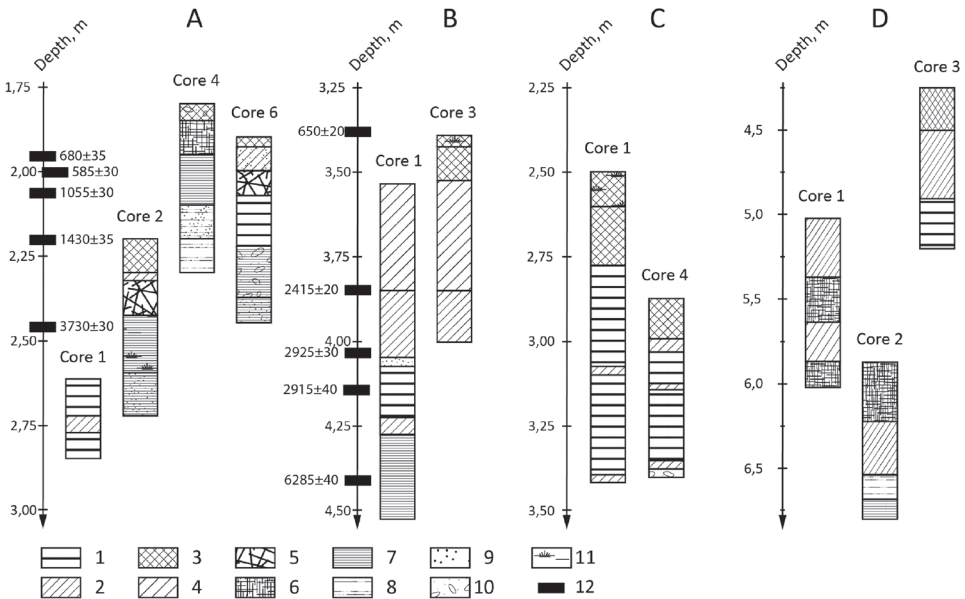 A
B
C
D
Depth, m
Depth, m
Depth, m
Depth, m
1,75
2,00
2,25
2,50
2,75
3,00
680±35
585±30
1055±30
1430±35
3730±30
Core 1
Core 2
Core 4
Core 6
3,25
3,50
3,75
4,00
4,25
4,50
650±20
2415±20
2925±30
2915±40
6285±40
Core 1
Core 3
2,25
2,50
2,75
3,00
3,25
3,50
Core 1
Core 4
4,5
5,0
5,5
6,0
6,5
Core 1
Core 2
Core 3
1 3 5 7 9 11
2 4 6 8 10 12